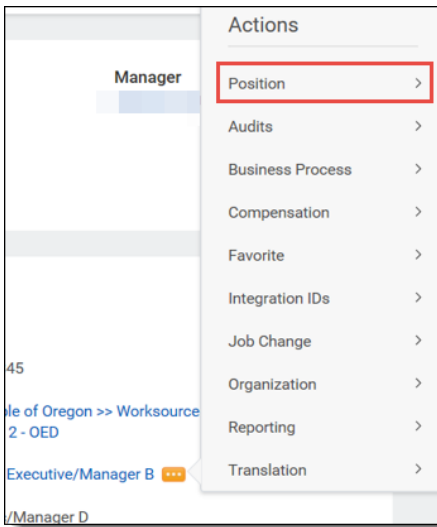 Actions
Manager
Position
Audits
Business Process
Compensation
Favorite
Integration IDs
Job Change
Organization
Reporting
Translation
45
ole of Oregon >> Worksource
2 - OED
Executive/Manager B
/Manager D